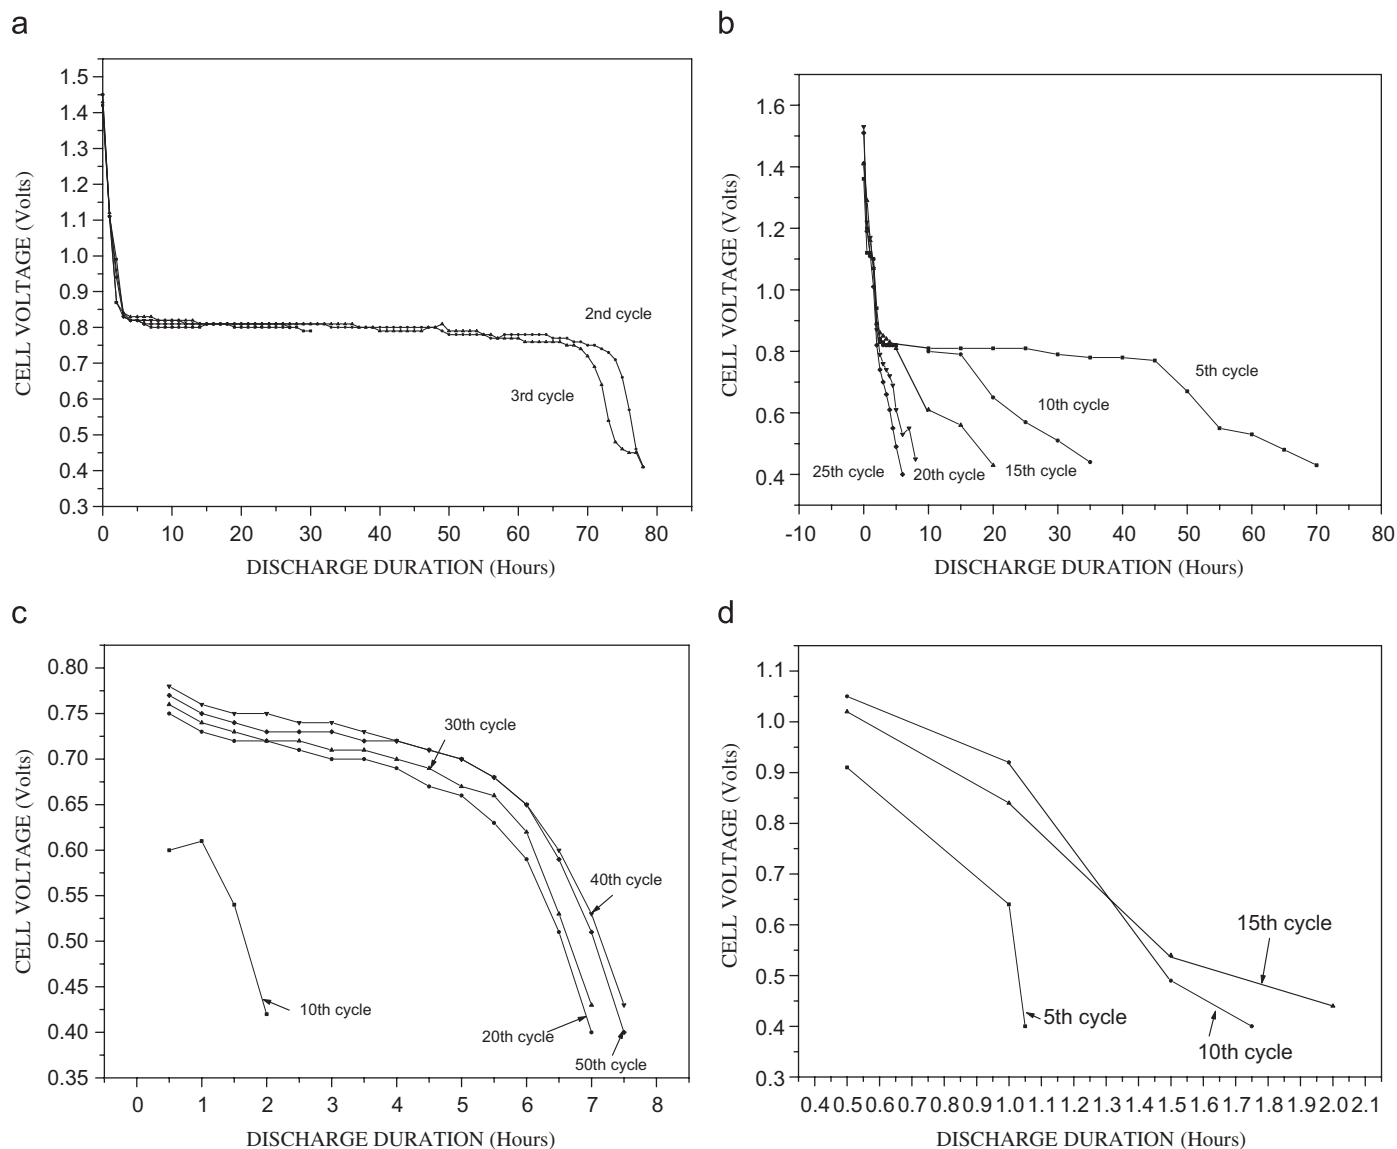 a
1.5
1.4
1.3
1.2
1.1
1.0
0.9
0.8
0.7
0.6
0.5
0.4
0.3
CELL VOLTAGE (Volts)
2nd cycle
3rd cycle
0 10 20 30 40 50 60 70 80
DISCHARGE DURATION (Hours)
b
1.6
1.4
1.2
1.0
0.8
0.6
0.4
CELL VOLTAGE (Volts)
5th cycle
10th cycle
25th cycle 20th cycle 15th cycle
-10 0 10 20 30 40 50 60 70 80
DISCHARGE DURATION (Hours)
c
0.80
0.75
0.70
0.65
0.60
0.55
0.50
0.45
0.40
0.35
CELL VOLTAGE (Volts)
30th cycle
40th cycle
10th cycle
20th cycle
50th cycle
0 1 2 3 4 5 6 7 8
DISCHARGE DURATION (Hours)
d
1.1
1.0
0.9
0.8
0.7
0.6
0.5
0.4
0.3
CELL VOLTAGE (Volts)
15th cycle
5th cycle
10th cycle
0.4 0.5 0.6 0.7 0.8 0.9 1.0 1.1 1.2 1.3 1.4 1.5 1.6 1.7 1.8 1.9 2.0 2.1
DISCHARGE DURATION (Hours)